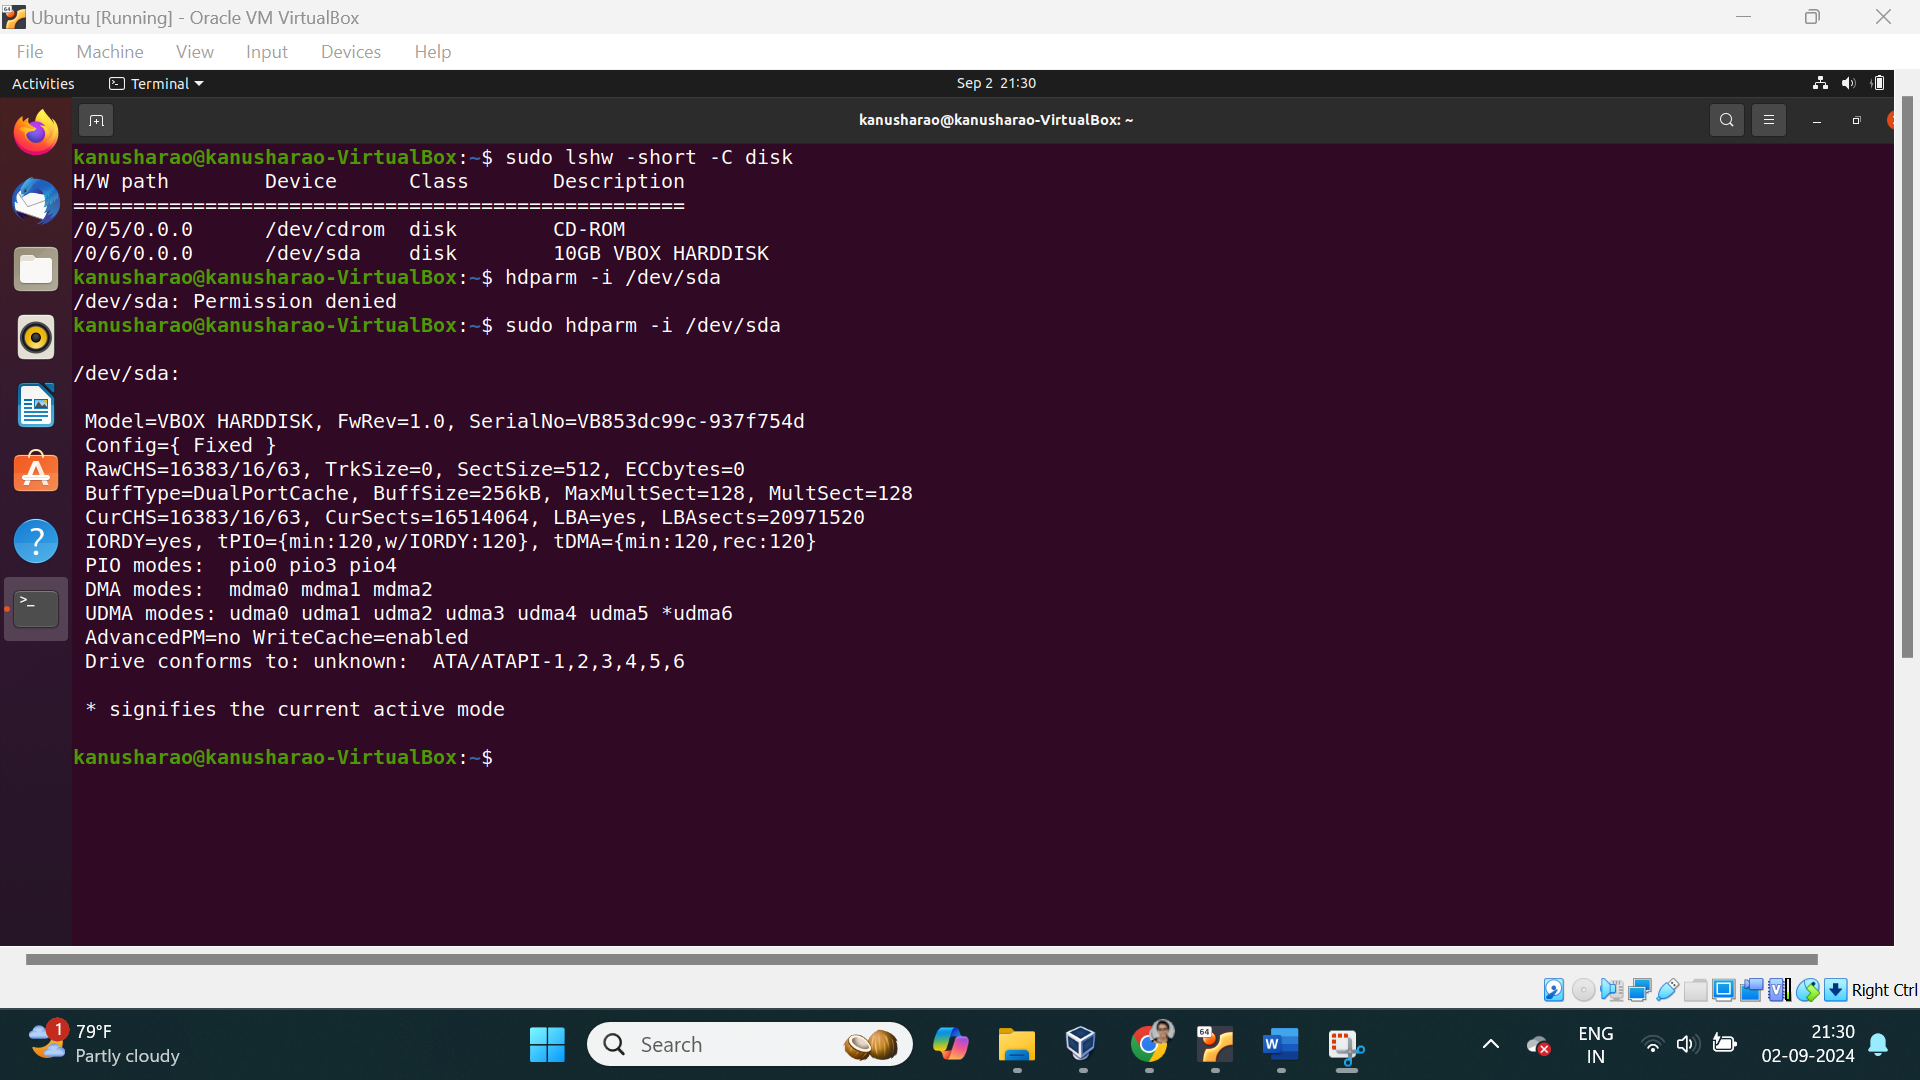 Ubuntu [Running] - Oracle VM VirtualBox
File Machine View Input Devices Help
Activities Terminal Sep 2 21:30
kanusharao@kanusharao-VirtualBox: ~
kanusharao@kanusharao-VirtualBox:~$ sudo lshw -short -C disk
H/W path        Device      Class       Description
===================================================
/0/5/0.0.0      /dev/cdrom  disk        CD-ROM
/0/6/0.0.0      /dev/sda    disk        10GB VBOX HARDDISK
kanusharao@kanusharao-VirtualBox:~$ hdparm -i /dev/sda
/dev/sda: Permission denied
kanusharao@kanusharao-VirtualBox:~$ sudo hdparm -i /dev/sda
/dev/sda:
Model=VBOX HARDDISK, FwRev=1.0, SerialNo=VB853dc99c-937f754d
Config={ Fixed }
RawCHS=16383/16/63, TrkSize=0, SectSize=512, ECCbytes=0
BuffType=DualPortCache, BuffSize=256kB, MaxMultSect=128, MultSect=128
CurCHS=16383/16/63, CurSects=16514064, LBA=yes, LBAsects=20971520
IORDY=yes, tPIO={min:120,w/IORDY:120}, tDMA={min:120,rec:120}
PIO modes:  pio0 pio3 pio4
DMA modes:  mdma0 mdma1 mdma2
UDMA modes: udma0 udma1 udma2 udma3 udma4 udma5 *udma6
AdvancedPM=no WriteCache=enabled
Drive conforms to: unknown:  ATA/ATAPI-1,2,3,4,5,6
* signifies the current active mode
kanusharao@kanusharao-VirtualBox:~$
Right Ctrl
1 79°F
Partly cloudy
Search
64
ENG
IN
21:30
02-09-2024